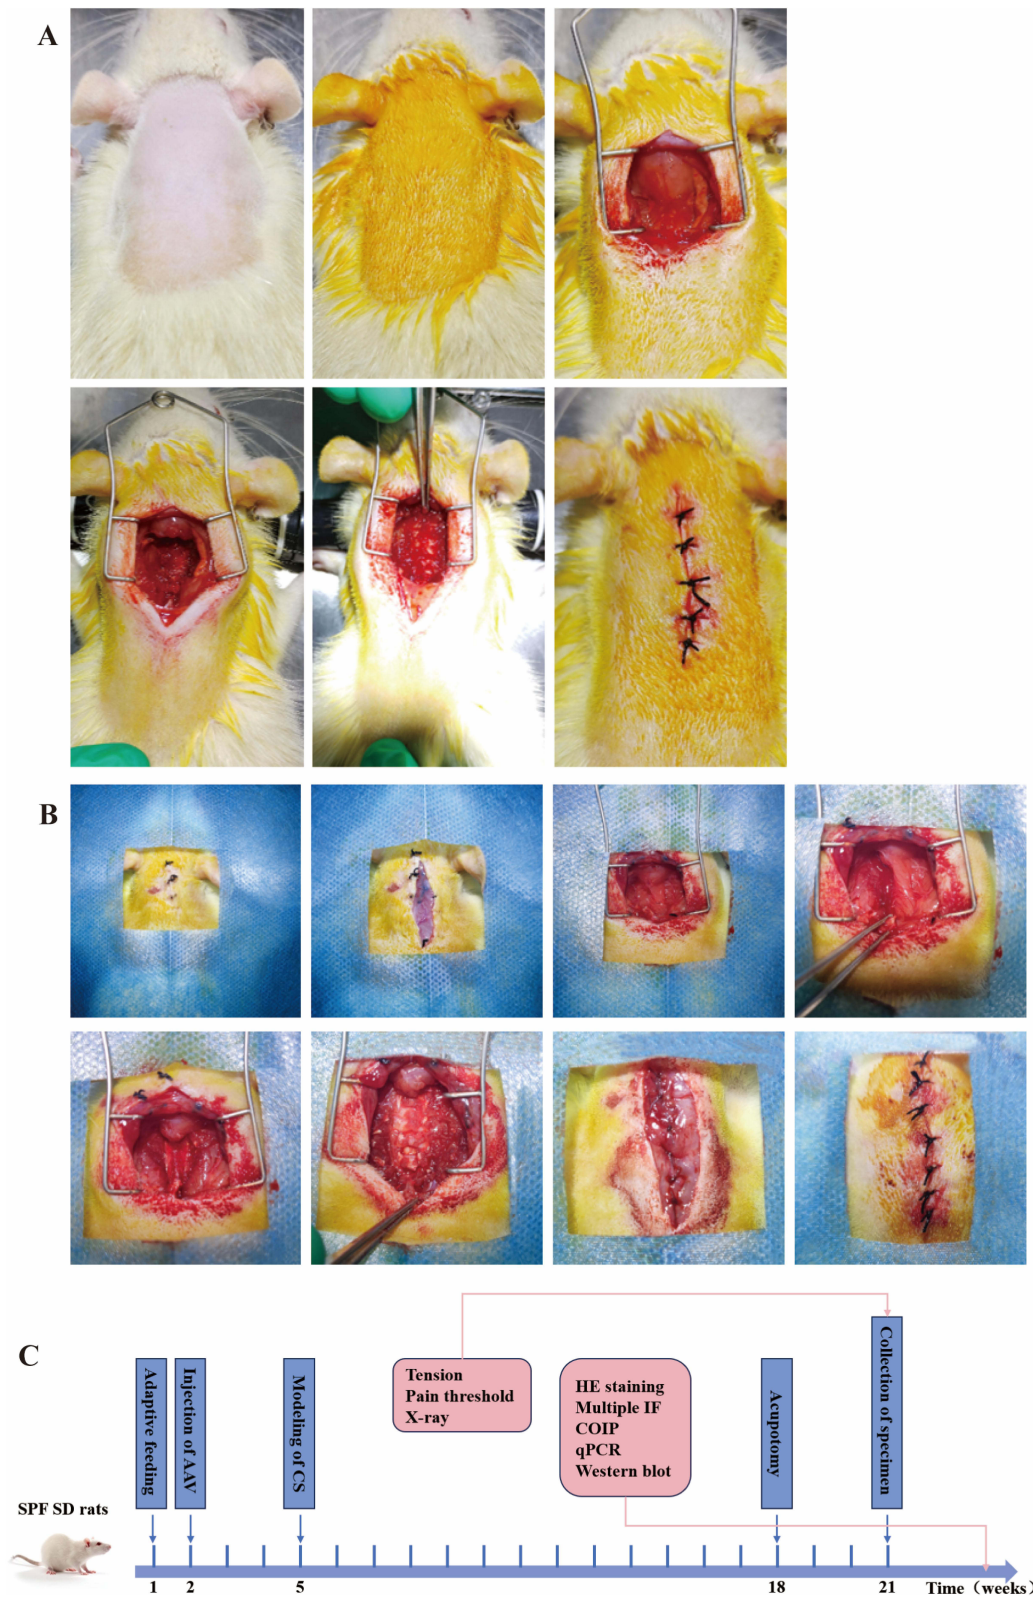 A
B
C
Adaptive feeding
Injection of AAV
Modeling of CS
Tension
Pain threshold
X-ray
HE staining
Multiple IF
COIP
qPCR
Western blot
Acupotomy
Collection of specimen
SPF SD rats
1
2
5
18
21
Time（weeks）